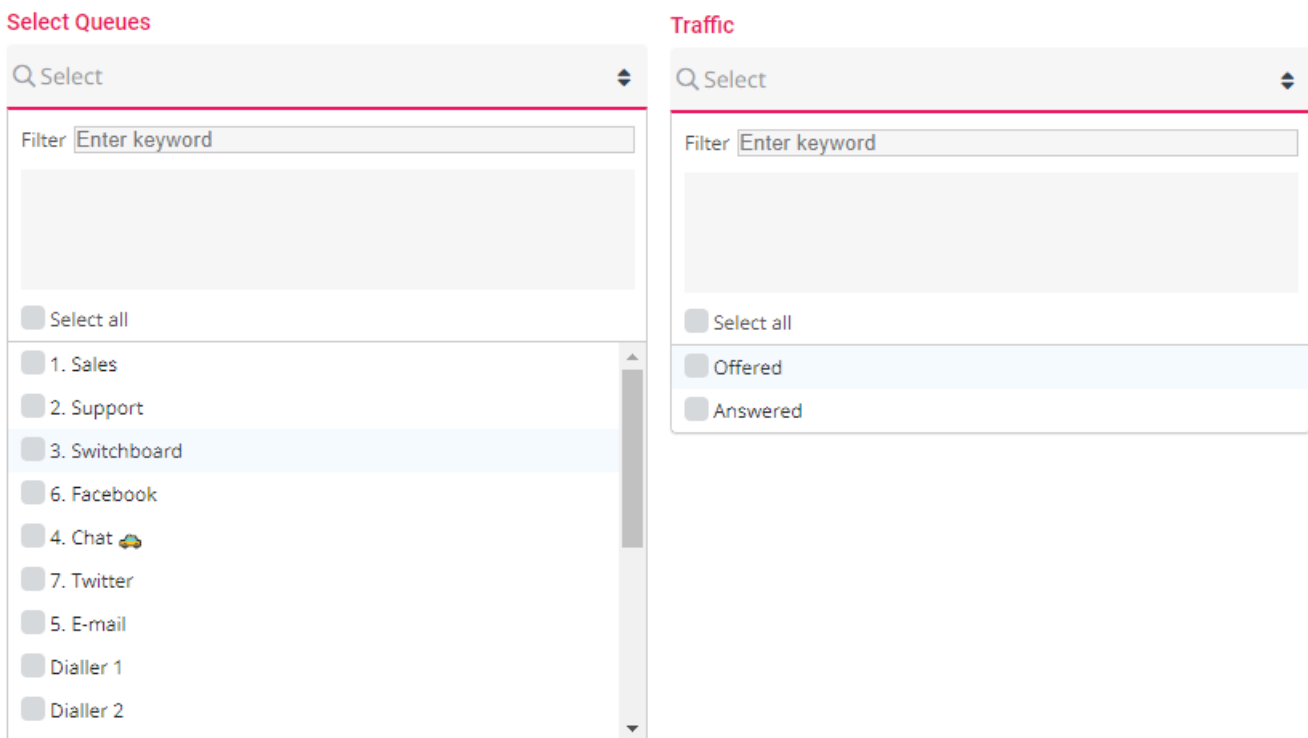 Select Queues
Select
Filter Enter keyword
Select all
1. Sales
2. Support
3. Switchboard
6. Facebook
4. Chat 🚕
7. Twitter
5. E-mail
Dialler 1
Dialler 2
Traffic
Select
Filter Enter keyword
Select all
Offered
Answered